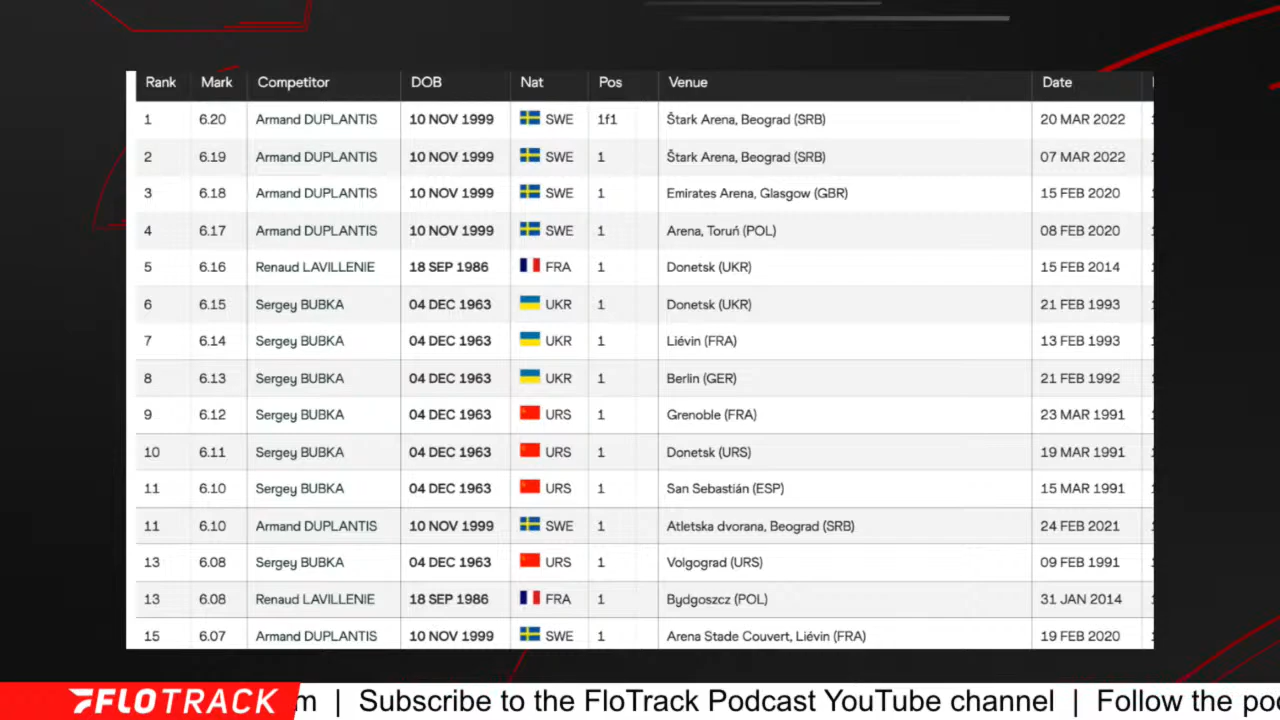 Rank Mark Competitor DOB Nat Pos Venue Date
1 6.20 Armand DUPLANTIS 10 NOV 1999 SWE 1f1 Štark Arena, Beograd (SRB) 20 MAR 2022
2 6.19 Armand DUPLANTIS 10 NOV 1999 SWE 1 Štark Arena, Beograd (SRB) 07 MAR 2022
3 6.18 Armand DUPLANTIS 10 NOV 1999 SWE 1 Emirates Arena, Glasgow (GBR) 15 FEB 2020
4 6.17 Armand DUPLANTIS 10 NOV 1999 SWE 1 Arena, Toruń (POL) 08 FEB 2020
5 6.16 Renaud LAVILLENIE 18 SEP 1986 FRA 1 Donetsk (UKR) 15 FEB 2014
6 6.15 Sergey BUBKA 04 DEC 1963 UKR 1 Donetsk (UKR) 21 FEB 1993
7 6.14 Sergey BUBKA 04 DEC 1963 UKR 1 Liévin (FRA) 13 FEB 1993
8 6.13 Sergey BUBKA 04 DEC 1963 UKR 1 Berlin (GER) 21 FEB 1992
9 6.12 Sergey BUBKA 04 DEC 1963 URS 1 Grenoble (FRA) 23 MAR 1991
10 6.11 Sergey BUBKA 04 DEC 1963 URS 1 Donetsk (URS) 19 MAR 1991
11 6.10 Sergey BUBKA 04 DEC 1963 URS 1 San Sebastián (ESP) 15 MAR 1991
11 6.10 Armand DUPLANTIS 10 NOV 1999 SWE 1 Atletska dvorana, Beograd (SRB) 24 FEB 2021
13 6.08 Sergey BUBKA 04 DEC 1963 URS 1 Volgograd (URS) 09 FEB 1991
13 6.08 Renaud LAVILLENIE 18 SEP 1986 FRA 1 Bydgoszcz (POL) 31 JAN 2014
15 6.07 Armand DUPLANTIS 10 NOV 1999 SWE 1 Arena Stade Couvert, Liévin (FRA) 19 FEB 2020
FLOTRACK m | Subscribe to the FloTrack Podcast YouTube channel | Follow the